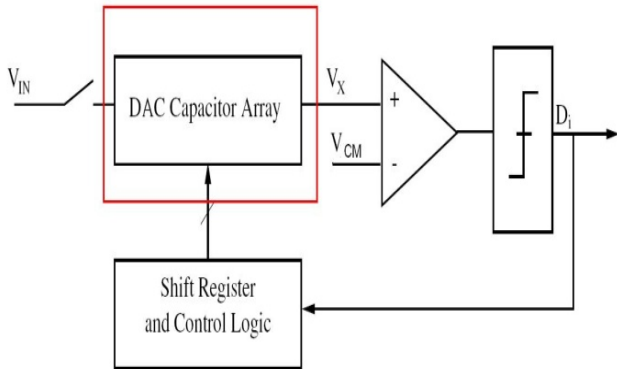 V_IN
DAC Capacitor Array
V_X
+
V_CM
-
D_i
Shift Register
and Control Logic